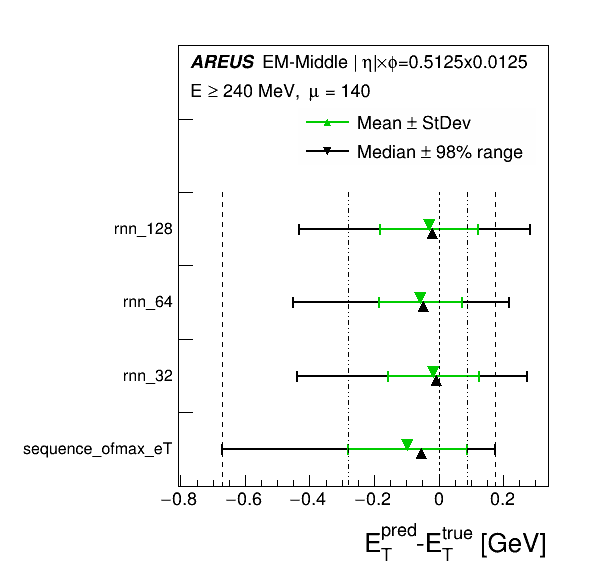 AREUS EM-Middle | η|×φ=0.5125x0.0125
E ≥ 240 MeV, μ = 140
Mean ± StDev
Median ± 98% range
rnn_128
rnn_64
rnn_32
sequence_ofmax_eT
−0.8 −0.6 −0.4 −0.2 0 0.2
E_T^pred-E_T^true [GeV]